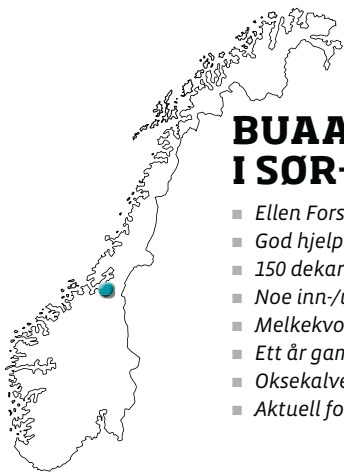 BUAA
I SØR-
Ellen Fors
God hjelp
150 dekar
Noe inn-/u
Melkekvo
Ett år gam
Oksekalve
Aktuell fo